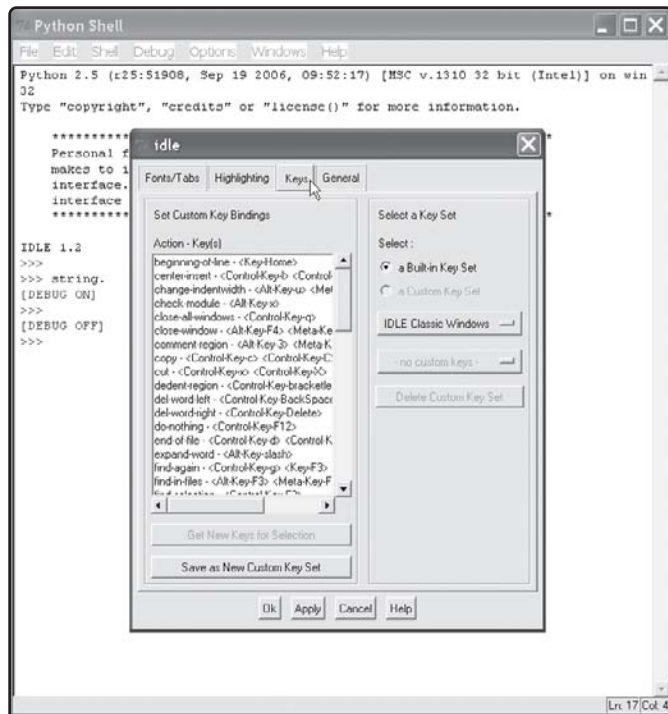 Python Shell
File Edit Shell Debug Options Windows Help
Python 2.5 (r25:51908, Sep 19 2006, 09:52:17) [MSC v.1310 32 bit (Intel)] on win
32
Type "copyright", "credits" or "license()" for more information.
****************
Personal f
makes to i
interface.
interface
****************
IDLE 1.2
>>>
>>> string.
[DEBUG ON]
>>>
[DEBUG OFF]
>>>
idle
Fonts/Tabs Highlighting Keys General
Set Custom Key Bindings
Action - Key(s)
beginning-of-line - <Key-Home>
center-insert - <Control-Key-l> <Control-
change-indentwidth - <Alt-Key-u> <Met
check-module - <Alt-Key-x>
close-all-windows - <Control-Key-q>
close-window - <Alt-Key-F4> <Meta-Ke
comment-region - <Alt-Key-3> <Meta-K
copy - <Control-Key-c> <Control-Key-C
cut - <Control-Key-x> <Control-Key-X>
dedent-region - <Control-Key-bracketle
del-word-left - <Control-Key-BackSpace
del-word-right - <Control-Key-Delete>
do-nothing - <Control-Key-F12>
end-of-file - <Control-Key-d> <Control-K
expand-word - <Alt-Key-slash>
find-again - <Control-Key-g> <Key-F3>
find-in-files - <Alt-Key-F3> <Meta-Key-F
find-selection - <Control-Key-F3>
Get New Keys for Selection
Save as New Custom Key Set
Select a Key Set
Select :
a Built-in Key Set
a Custom Key Set
IDLE Classic Windows
- no custom keys -
Delete Custom Key Set
Ok Apply Cancel Help
Ln: 17 Col: 4